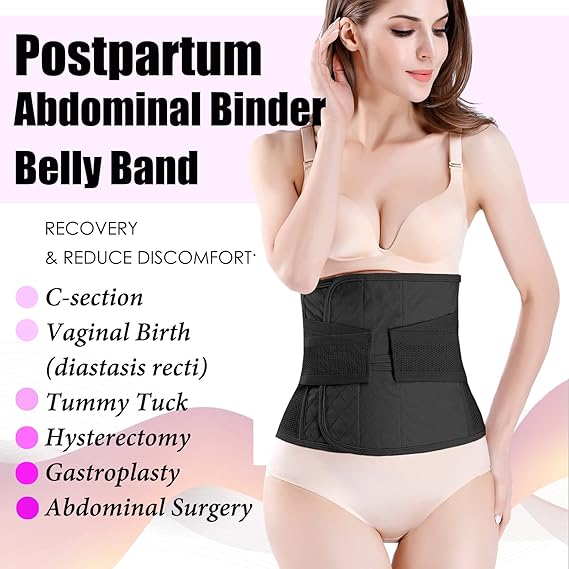 Postpartum
Abdominal Binder
Belly Band
RECOVERY
& REDUCE DISCOMFORT·
C-section
Vaginal Birth
(diastasis recti)
Tummy Tuck
Hysterectomy
Gastroplasty
Abdominal Surgery